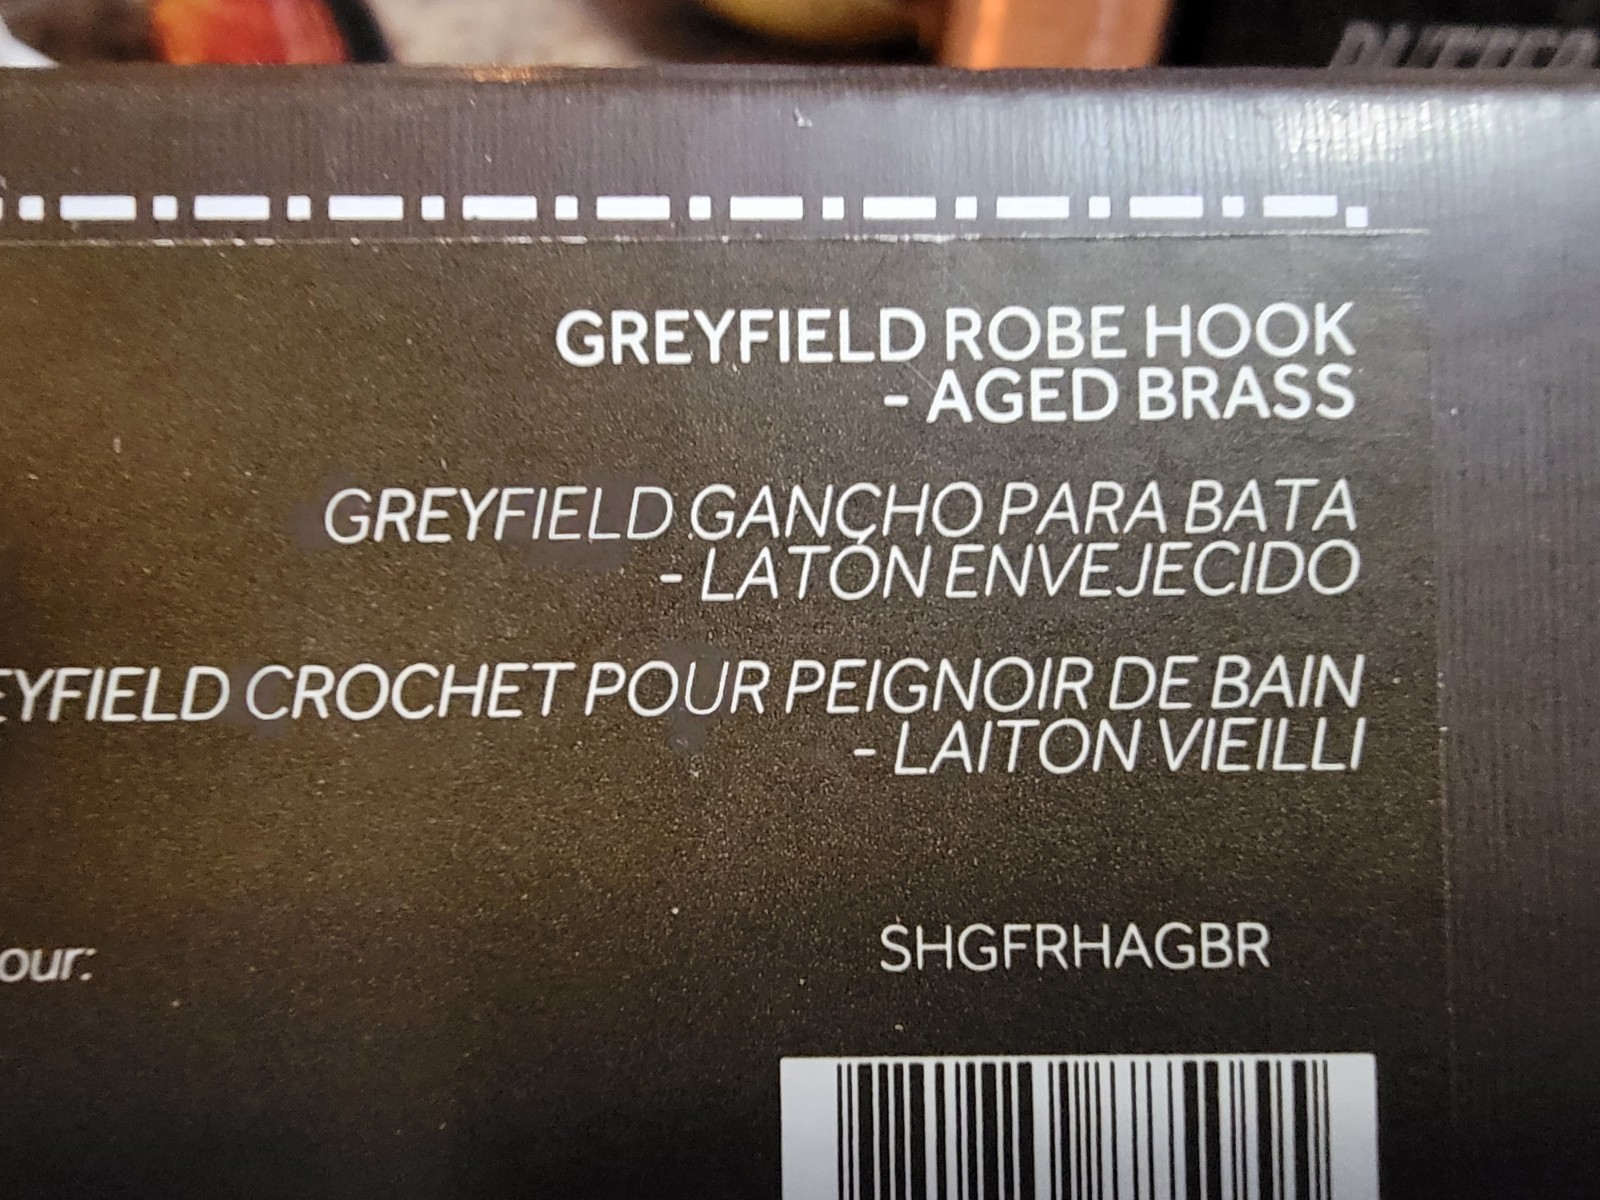 GREYFIELD ROBE HOOK
- AGED BRASS
GREYFIELD GANCHO PARA BATA
- LATÓN ENVEJECIDO
EYFIELD CROCHET POUR PEIGNOIR DE BAIN
- LAITON VIEILLI
our:
SHGFRHAGBR